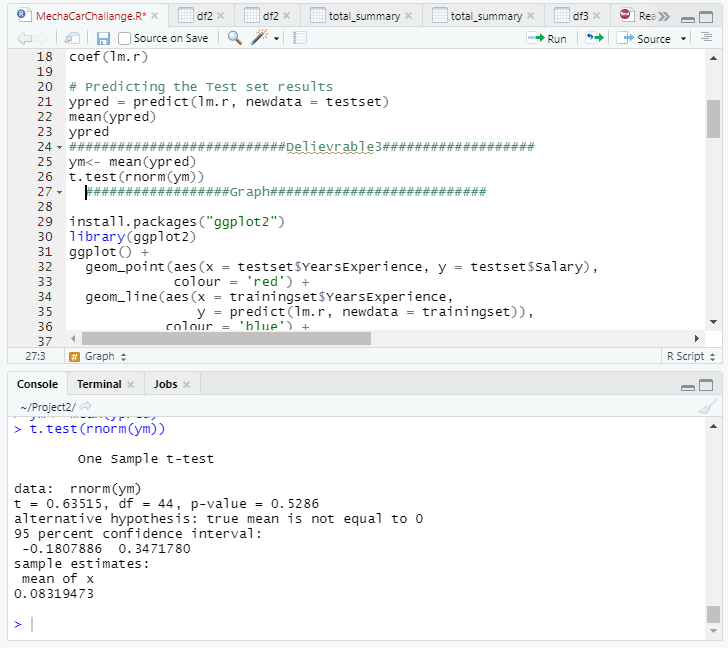 MechaCarChallange.R* × df2 × df2 × total_summary × total_summary × df3 × Rea
Source on Save Run Source
18 coef(lm.r)
19
20 # Predicting the Test set results
21 ypred = predict(lm.r, newdata = testset)
22 mean(ypred)
23 ypred
24 ###########################Delievrable3###################
25 ym<- mean(ypred)
26 t.test(rnorm(ym))
27 ##################Graph###########################
28
29 install.packages("ggplot2")
30 library(ggplot2)
31 ggplot() +
32 geom_point(aes(x = testset$YearsExperience, y = testset$Salary),
33 colour = 'red') +
34 geom_line(aes(x = trainingset$YearsExperience,
35 y = predict(lm.r, newdata = trainingset)),
36 colour = 'blue') +
37
27:3 # Graph R Script
Console Terminal × Jobs ×
~/Project2/
> ym<- mean(ypred)
> t.test(rnorm(ym))
One Sample t-test
data: rnorm(ym)
t = 0.63515, df = 44, p-value = 0.5286
alternative hypothesis: true mean is not equal to 0
95 percent confidence interval:
-0.1807886 0.3471780
sample estimates:
mean of x
0.08319473
>